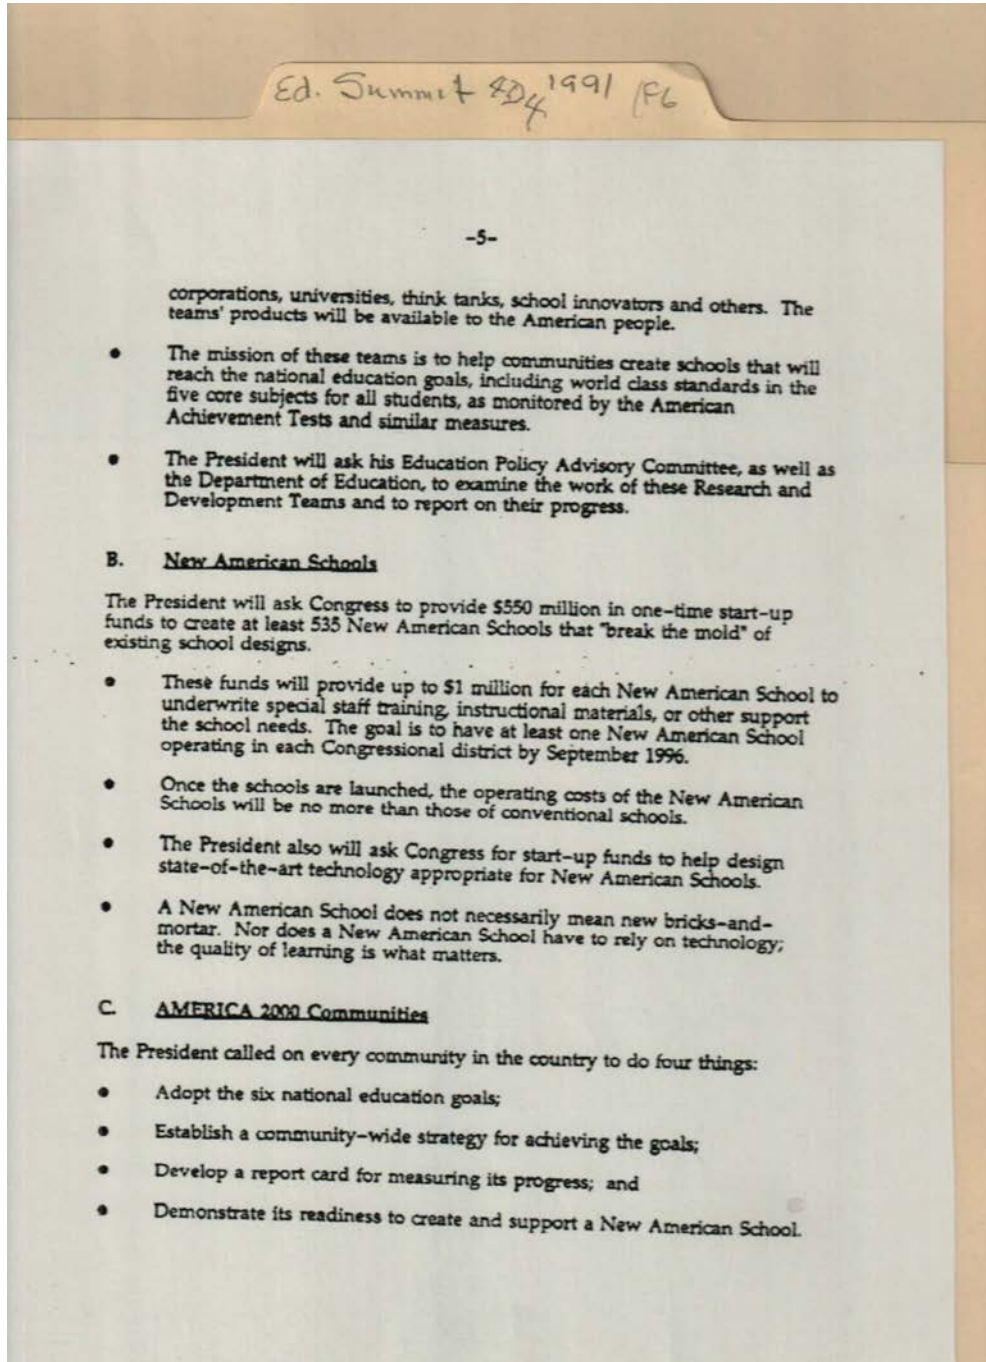 Ed. Summit 1991
-5-
corporations, universities, think tanks, school innovators and others. The
teams' products will be available to the American people.
• The mission of these teams is to help communities create schools that will
reach the national education goals, including world class standards in the
five core subjects for all students, as monitored by the American
Achievement Tests and similar measures.
• The President will ask his Education Policy Advisory Committee, as well as
the Department of Education, to examine the work of these Research and
Development Teams and to report on their progress.
B. New American Schools
The President will ask Congress to provide $550 million in one-time start-up
funds to create at least 535 New American Schools that "break the mold" of
existing school designs.
• These funds will provide up to $1 million for each New American School to
underwrite special staff training, instructional materials, or other support
the school needs. The goal is to have at least one New American School
operating in each Congressional district by September 1996.
• Once the schools are launched, the operating costs of the New American
Schools will be no more than those of conventional schools.
• The President also will ask Congress for start-up funds to help design
state-of-the-art technology appropriate for New American Schools.
• A New American School does not necessarily mean new bricks-and-
mortar. Nor does a New American School have to rely on technology;
the quality of learning is what matters.
C. AMERICA 2000 Communities
The President called on every community in the country to do four things:
• Adopt the six national education goals;
• Establish a community-wide strategy for achieving the goals;
• Develop a report card for measuring its progress; and
• Demonstrate its readiness to create and support a New American School.